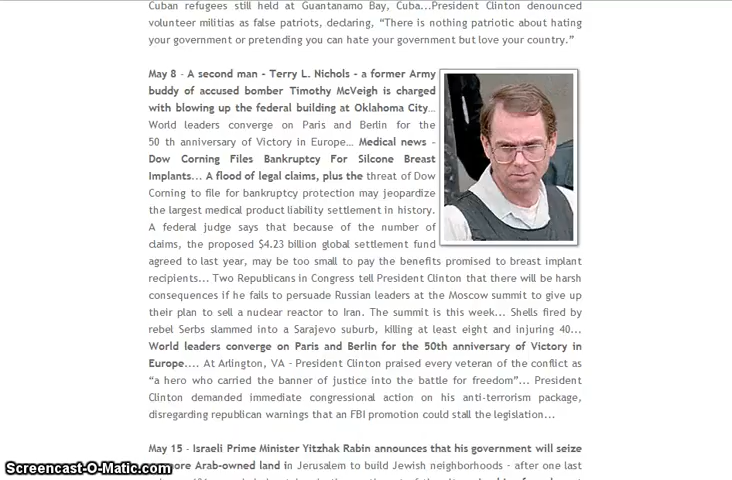 Cuban refugees still held at Guantanamo Bay, Cuba...President Clinton denounced
volunteer militias as false patriots, declaring, “There is nothing patriotic about hating
your government or pretending you can hate your government but love your country.”
May 8 - A second man - Terry L. Nichols - a former Army
buddy of accused bomber Timothy McVeigh is charged
with blowing up the federal building at Oklahoma City…
World leaders converge on Paris and Berlin for the
50 th anniversary of Victory in Europe… Medical news -
Dow Corning Files Bankruptcy For Silcone Breast
Implants... A flood of legal claims, plus the threat of Dow
Corning to file for bankruptcy protection may jeopardize
the largest medical product liability settlement in history.
A federal judge says that because of the number of
claims, the proposed $4.23 billion global settlement fund
agreed to last year, may be too small to pay the benefits promised to breast implant
recipients... Two Republicans in Congress tell President Clinton that there will be harsh
consequences if he fails to persuade Russian leaders at the Moscow summit to give up
their plan to sell a nuclear reactor to Iran. The summit is this week... Shells fired by
rebel Serbs slammed into a Sarajevo suburb, killing at least eight and injuring 40...
World leaders converge on Paris and Berlin for the 50th anniversary of Victory in
Europe.... At Arlington, VA - President Clinton praised every veteran of the conflict as
“a hero who carried the banner of justice into the battle for freedom”... President
Clinton demanded immediate congressional action on his anti-terrorism package,
disregarding republican warnings that an FBI promotion could stall the legislation...
May 15 - Israeli Prime Minister Yitzhak Rabin announces that his government will seize
more Arab-owned land in Jerusalem to build Jewish neighborhoods - after one last
Screencast-O-Matic.com